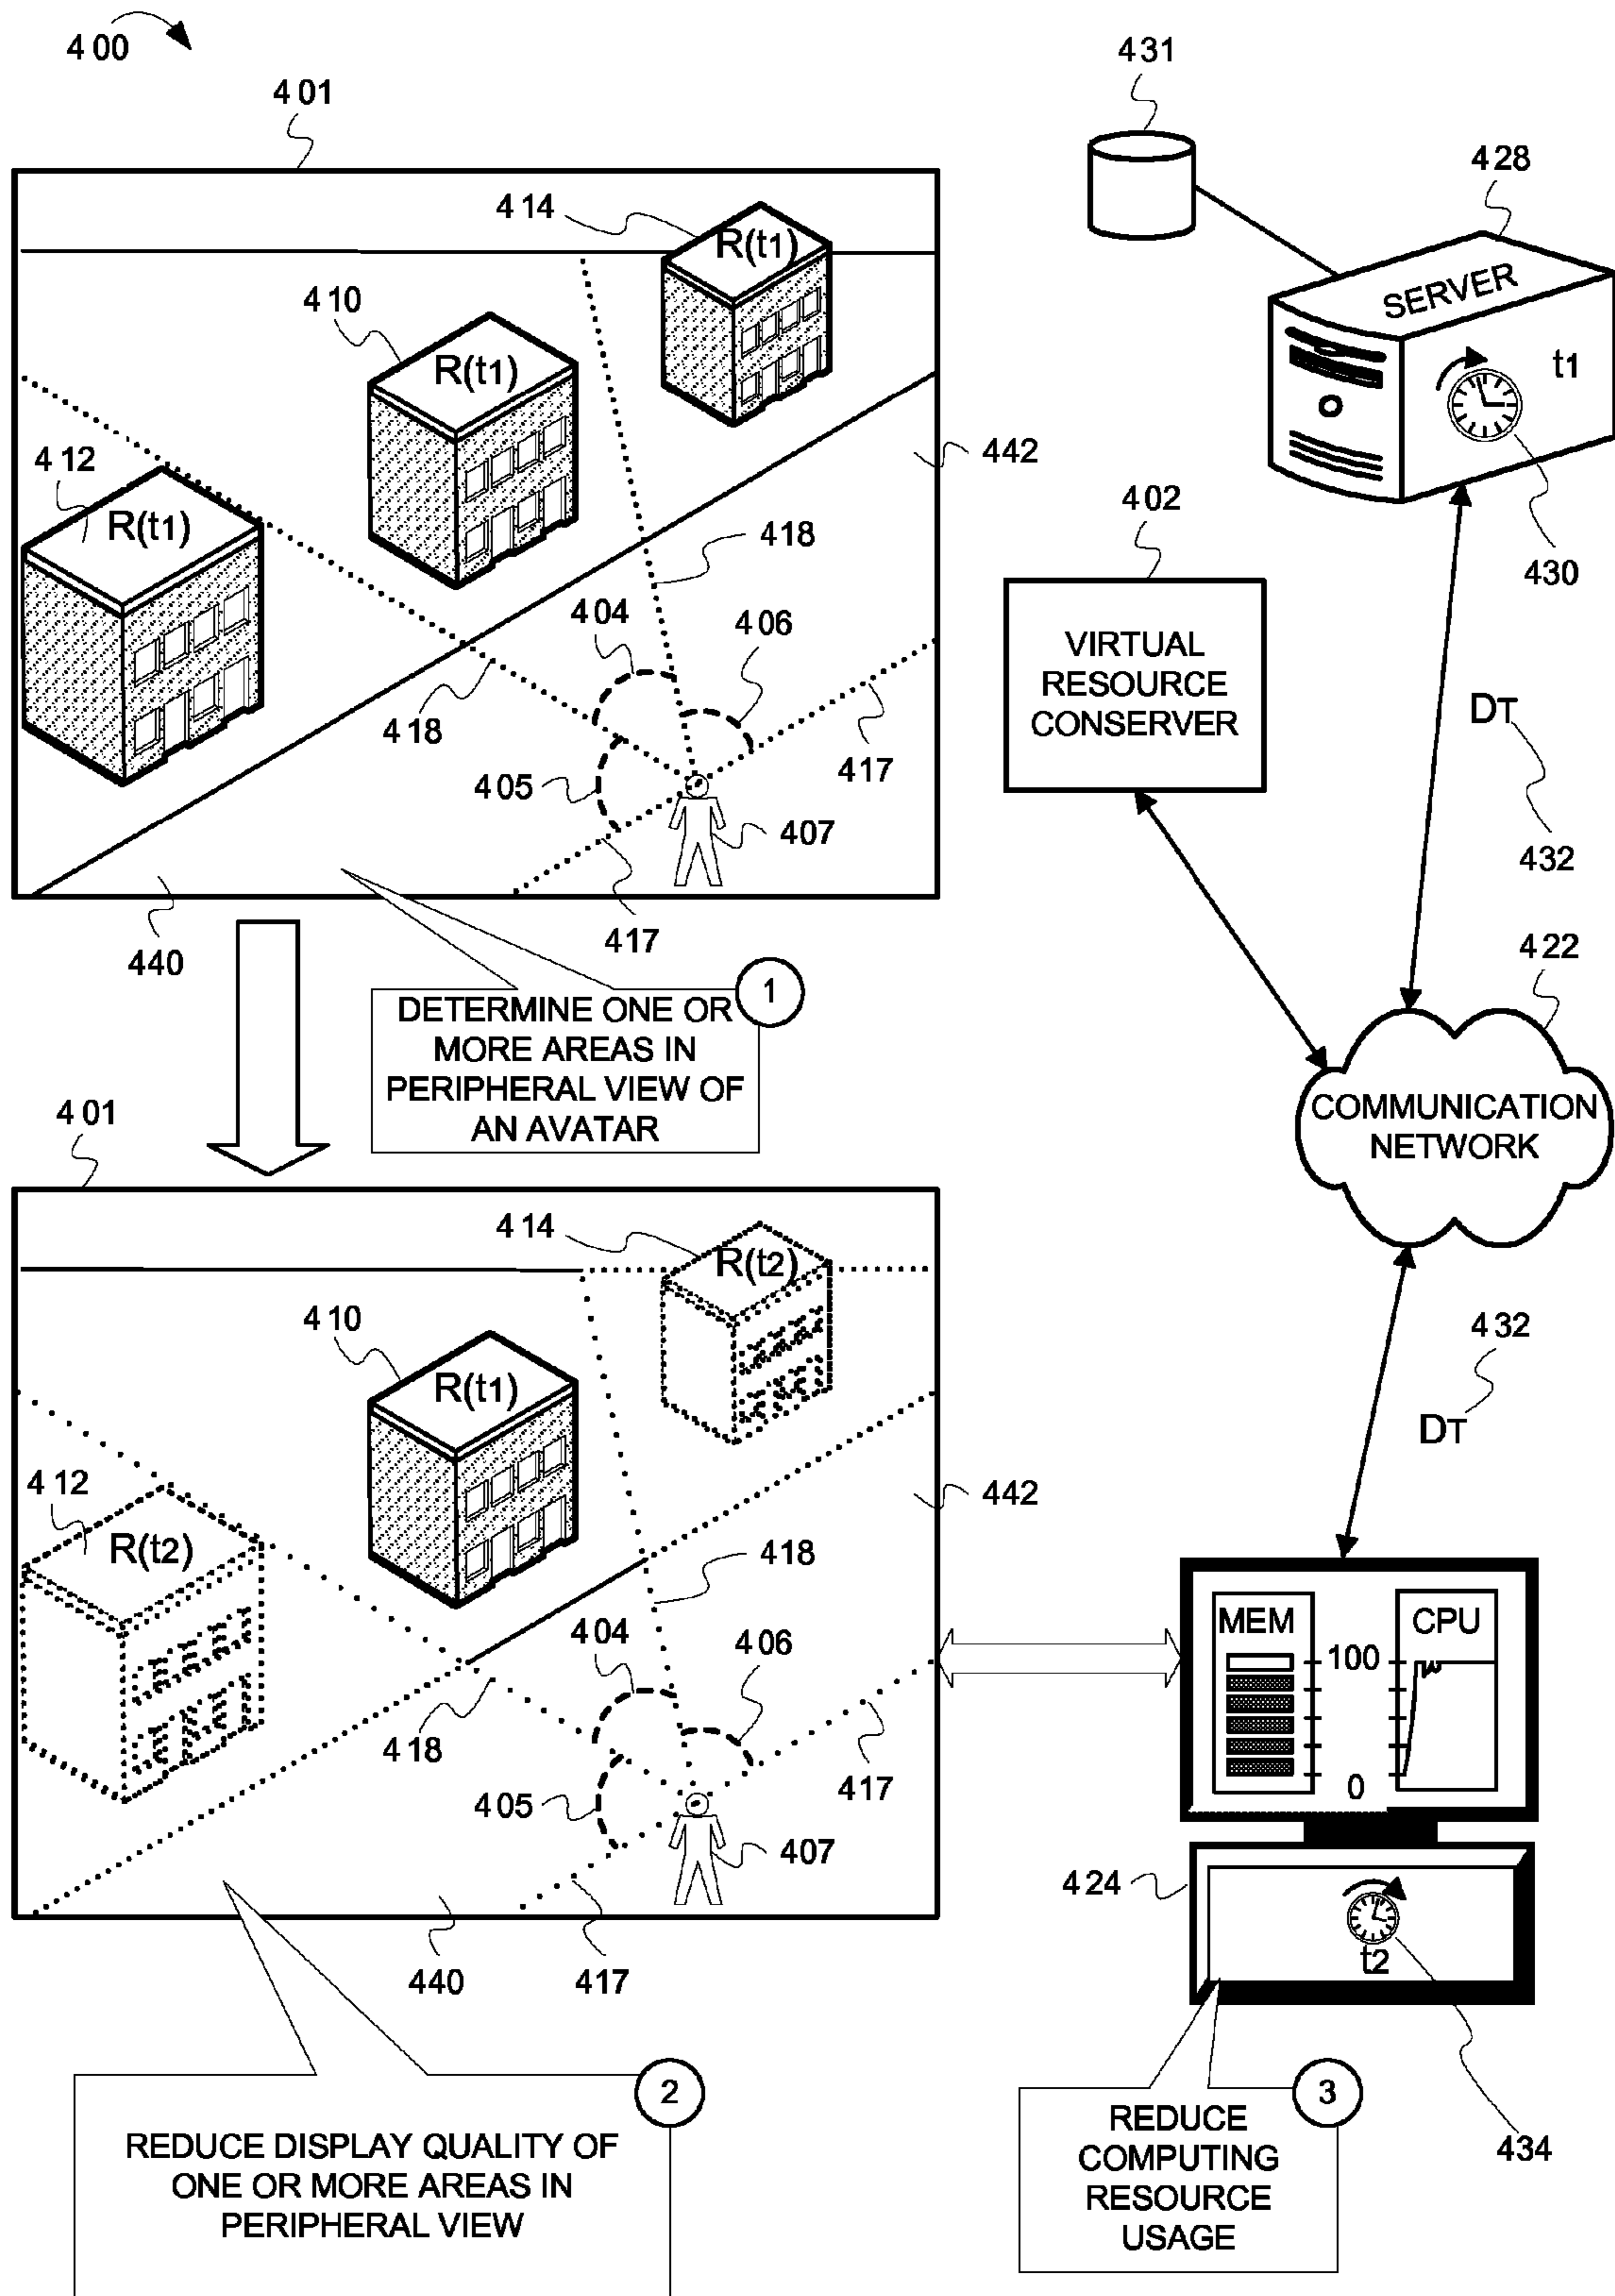 400
401
414
R(t1)
410
R(t1)
412
R(t1)
442
418
404
406
418
417
405
407
440
417
1
DETERMINE ONE OR
MORE AREAS IN
PERIPHERAL VIEW OF
AN AVATAR
401
414
R(t2)
410
R(t1)
412
R(t2)
442
418
404
406
418
417
405
407
440
417
2
REDUCE DISPLAY QUALITY OF
ONE OR MORE AREAS IN
PERIPHERAL VIEW
431
428
SERVER
t1
430
402
VIRTUAL
RESOURCE
CONSERVER
DT
432
422
COMMUNICATION
NETWORK
432
DT
MEM
100
CPU
0
424
t2
434
3
REDUCE
COMPUTING
RESOURCE
USAGE